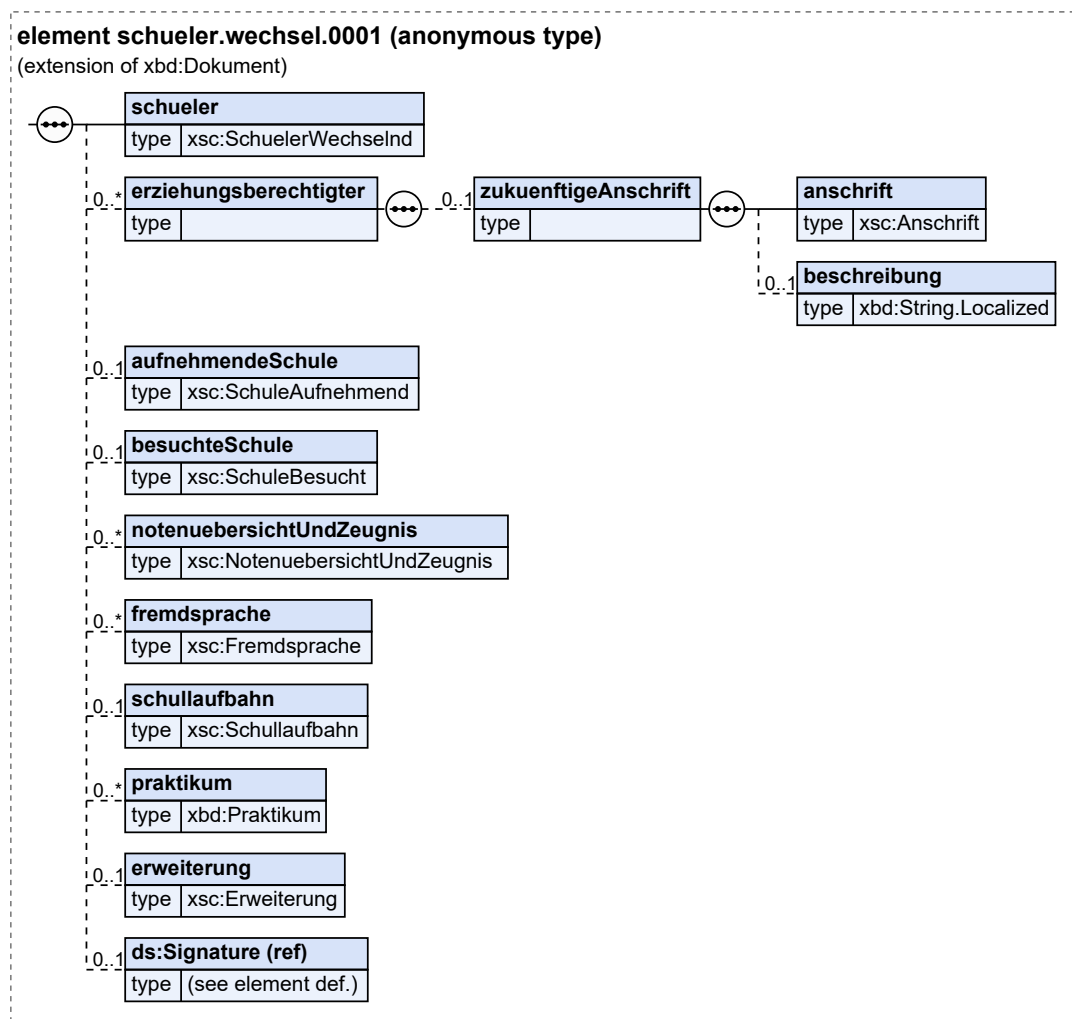 element schueler.wechsel.0001 (anonymous type)
(extension of xbd:Dokument)
schueler
type xsc:SchuelerWechselnd
0..* erziehungsberechtigter 0..1 zukuenftigeAnschrift anschrift
type type type xsc:Anschrift
0..1 beschreibung
type xbd:String.Localized
0..1 aufnehmendeSchule
type xsc:SchuleAufnehmend
0..1 besuchteSchule
type xsc:SchuleBesucht
0..* notenuebersichtUndZeugnis
type xsc:NotenuebersichtUndZeugnis
0..* fremdsprache
type xsc:Fremdsprache
0..1 schullaufbahn
type xsc:Schullaufbahn
0..* praktikum
type xbd:Praktikum
0..1 erweiterung
type xsc:Erweiterung
0..1 ds:Signature (ref)
type (see element def.)